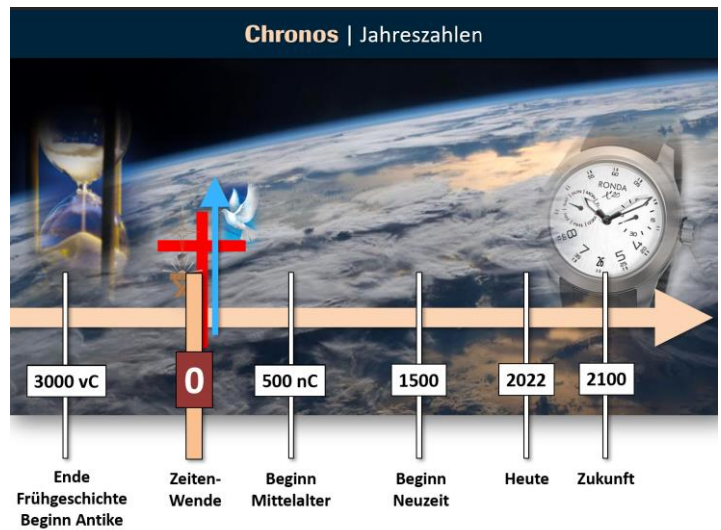 Chronos | Jahreszahlen
RONDA
3000 vC
0
500 nC
1500
2022
2100
Ende
Frühgeschichte
Beginn Antike
Zeiten-
Wende
Beginn
Mittelalter
Beginn
Neuzeit
Heute
Zukunft